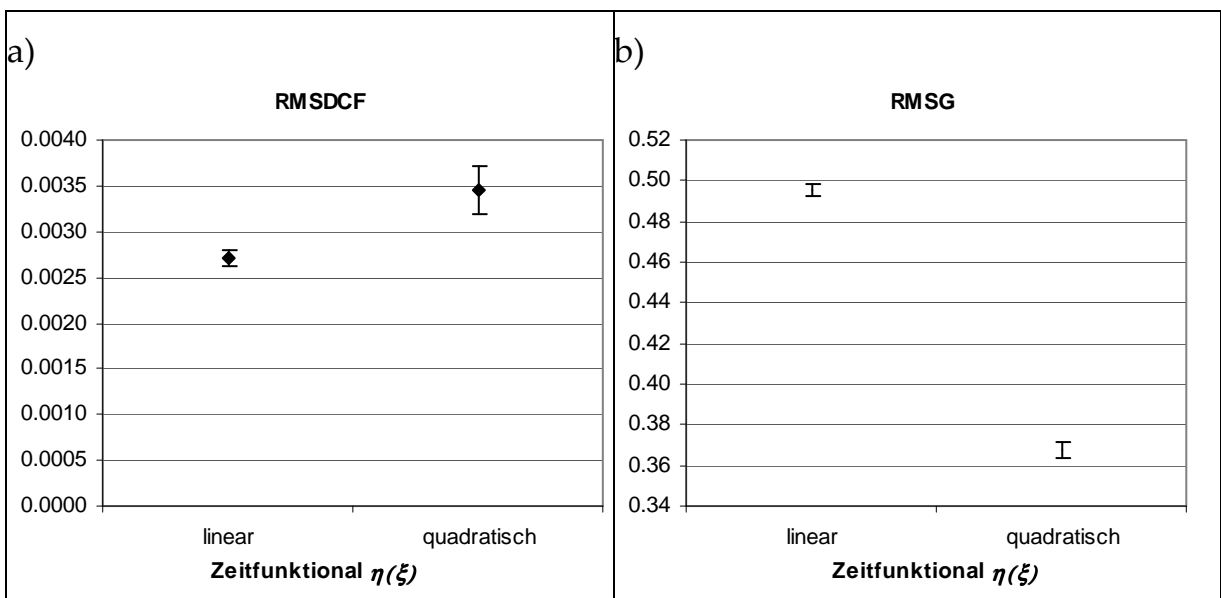 a)
RMSDCF
0.0040
0.0035
0.0030
0.0025
0.0020
0.0015
0.0010
0.0005
0.0000
linear quadratisch
Zeitfunktional η(ξ)
b)
RMSG
0.52
0.50
0.48
0.46
0.44
0.42
0.40
0.38
0.36
0.34
linear quadratisch
Zeitfunktional η(ξ)